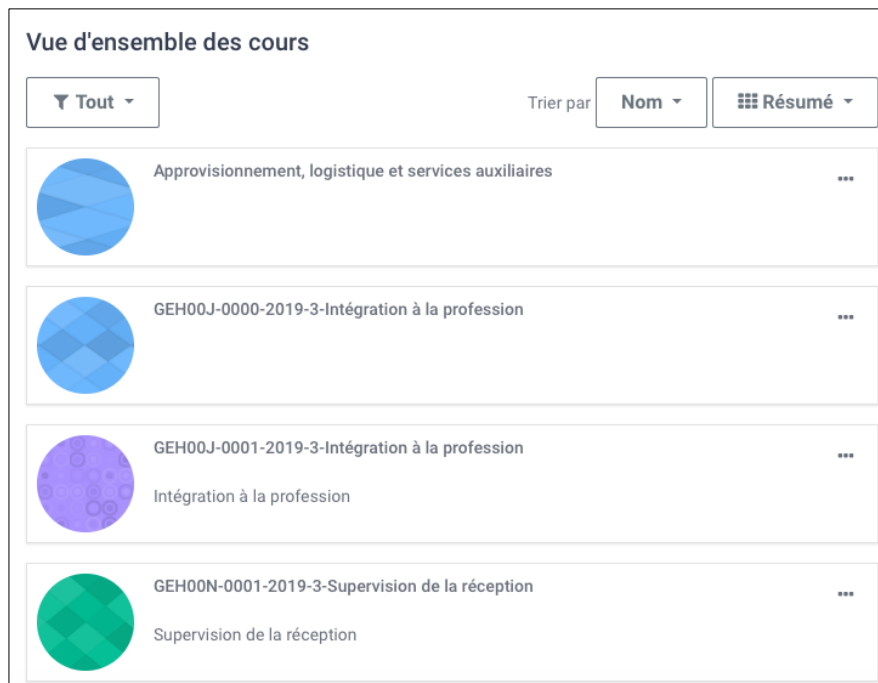 Vue d'ensemble des cours
Tout
Trier par
Nom
Résumé
Approvisionnement, logistique et services auxiliaires
GEH00J-0000-2019-3-Intégration à la profession
GEH00J-0001-2019-3-Intégration à la profession
Intégration à la profession
GEH00N-0001-2019-3-Supervision de la réception
Supervision de la réception